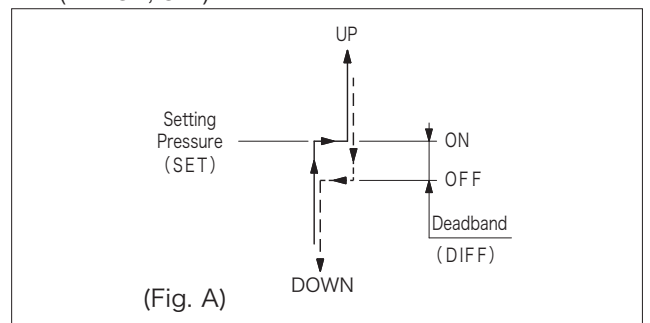 UP
Setting
Pressure
(SET)
ON
OFF
Deadband
(DIFF)
DOWN
(Fig. A)